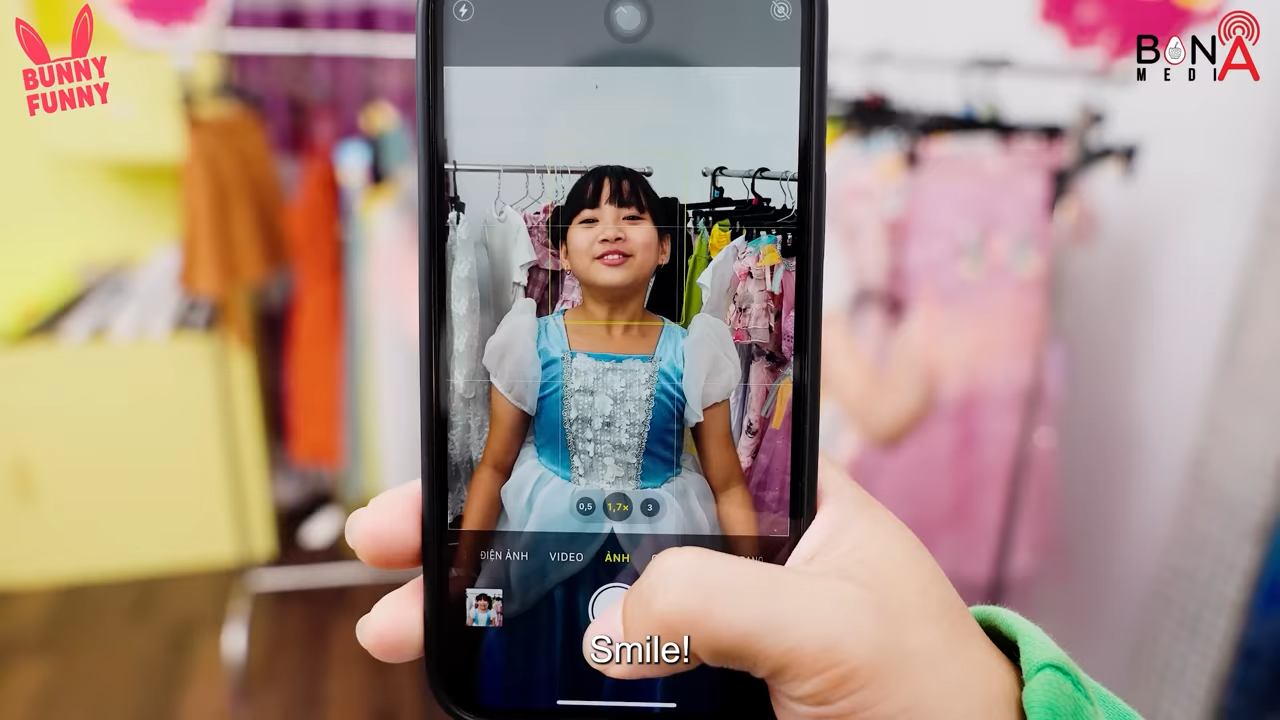 BUNNY
FUNNY
BONA
MEDIA
0,5
1,7×
3
ĐIỆN ẢNH
VIDEO
ẢNH
Smile!